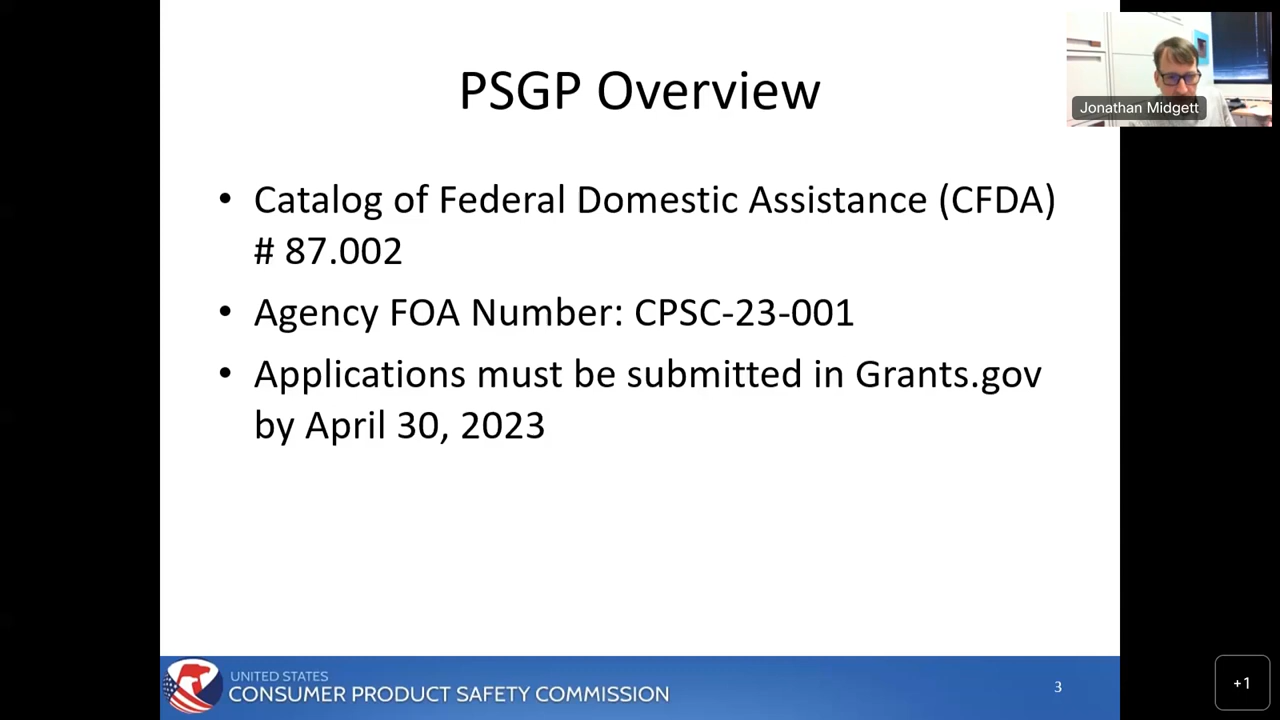 PSGP Overview
Jonathan Midgett
• Catalog of Federal Domestic Assistance (CFDA)
# 87.002
• Agency FOA Number: CPSC-23-001
• Applications must be submitted in Grants.gov
by April 30, 2023
UNITED STATES
CONSUMER PRODUCT SAFETY COMMISSION
3
+1